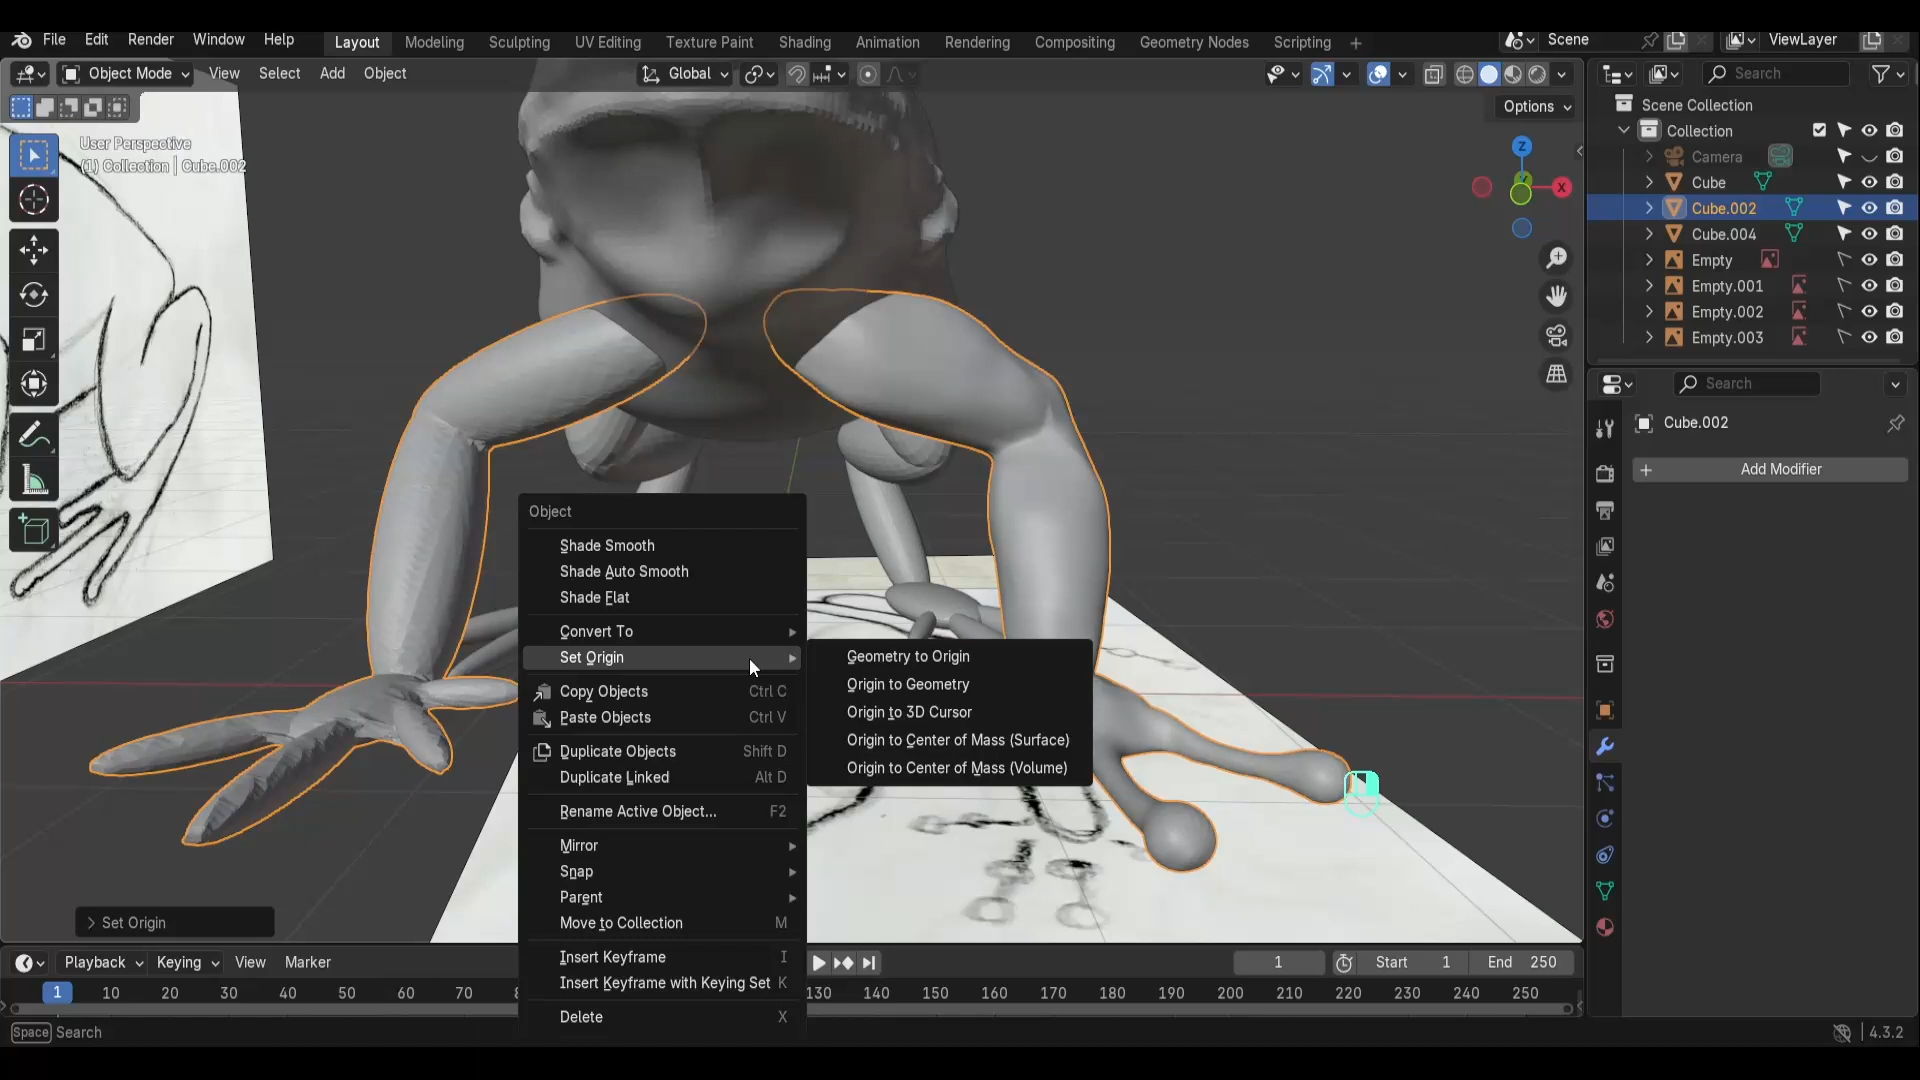 File Edit Render Window Help Layout Modeling Sculpting UV Editing Texture Paint Shading Animation Rendering Compositing Geometry Nodes Scripting Scene ViewLayer
Object Mode View Select Add Object Global Search
Options
User Perspective
(1) Collection | Cube.002
Scene Collection
Collection
Camera
Cube
Cube.002
Cube.004
Empty
Empty.001
Empty.002
Empty.003
Search
Cube.002
Add Modifier
Z
X
Object
Shade Smooth
Shade Auto Smooth
Shade Flat
Convert To
Set Origin
Copy Objects Ctrl C
Paste Objects Ctrl V
Duplicate Objects Shift D
Duplicate Linked Alt D
Rename Active Object... F2
Mirror
Snap
Parent
Move to Collection M
Insert Keyframe I
Insert Keyframe with Keying Set K
Delete X
Geometry to Origin
Origin to Geometry
Origin to 3D Cursor
Origin to Center of Mass (Surface)
Origin to Center of Mass (Volume)
Set Origin
Playback Keying View Marker 1 Start 1 End 250
1 10 20 30 40 50 60 70 130 140 150 160 170 180 190 200 210 220 230 240 250
Space Search 4.3.2